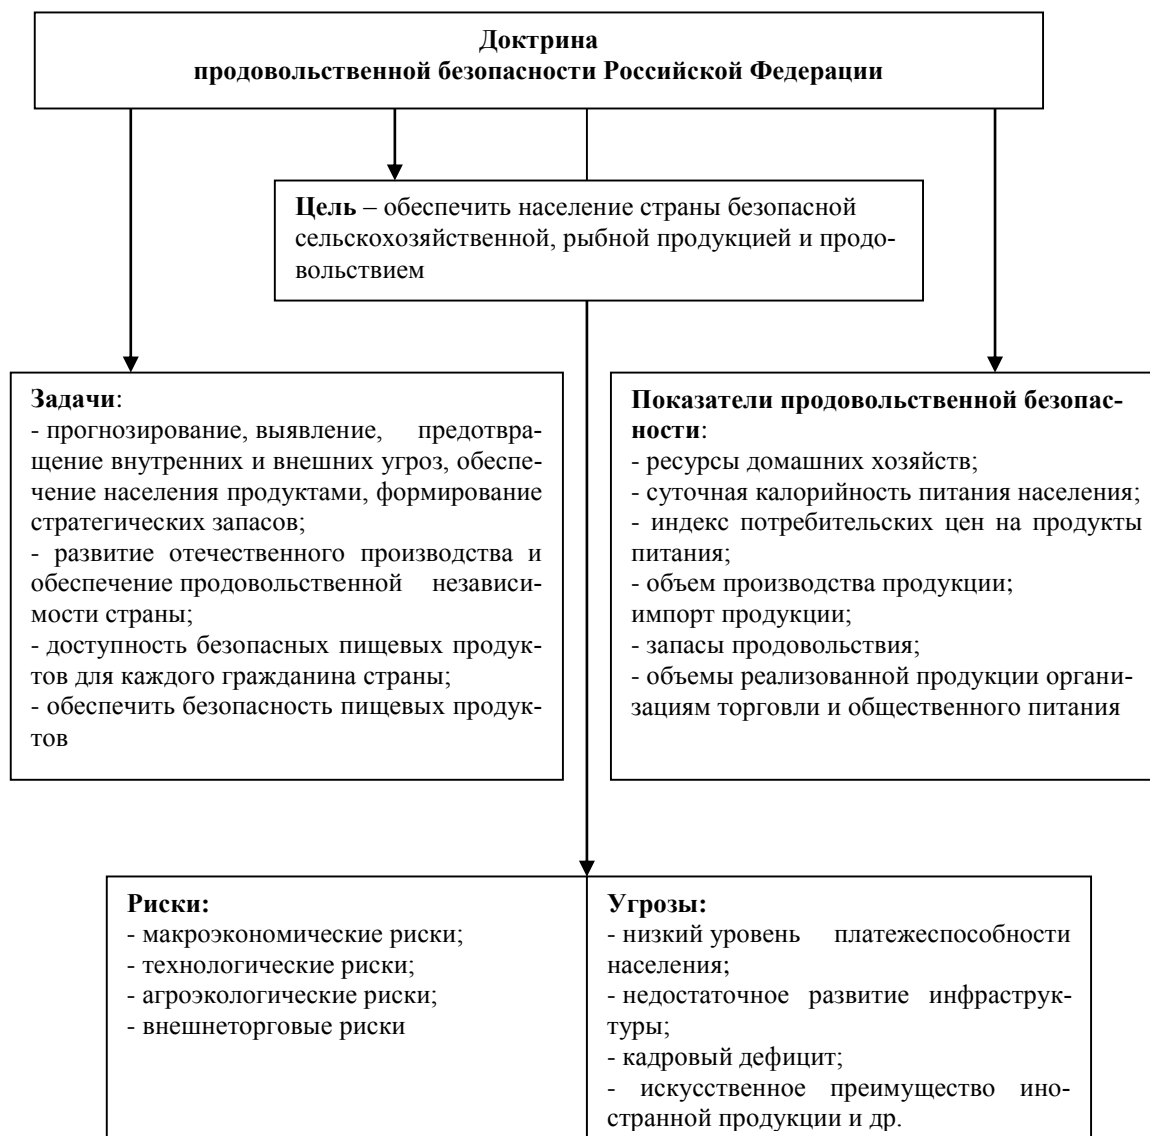 Доктрина
продовольственной безопасности Российской Федерации
Цель – обеспечить население страны безопасной
сельскохозяйственной, рыбной продукцией и продо-
вольствием
Задачи:
- прогнозирование, выявление, предотвра-
щение внутренних и внешних угроз, обеспе-
чение населения продуктами, формирование
стратегических запасов;
- развитие отечественного производства и
обеспечение продовольственной независи-
мости страны;
- доступность безопасных пищевых продук-
тов для каждого гражданина страны;
- обеспечить безопасность пищевых продук-
тов
Показатели продовольственной безопас-
ности:
- ресурсы домашних хозяйств;
- суточная калорийность питания населения;
- индекс потребительских цен на продукты
питания;
- объем производства продукции;
импорт продукции;
- запасы продовольствия;
- объемы реализованной продукции органи-
зациям торговли и общественного питания
Риски:
- макроэкономические риски;
- технологические риски;
- агроэкологические риски;
- внешнеторговые риски
Угрозы:
- низкий уровень платежеспособности
населения;
- недостаточное развитие инфраструк-
туры;
- кадровый дефицит;
- искусственное преимущество ино-
странной продукции и др.